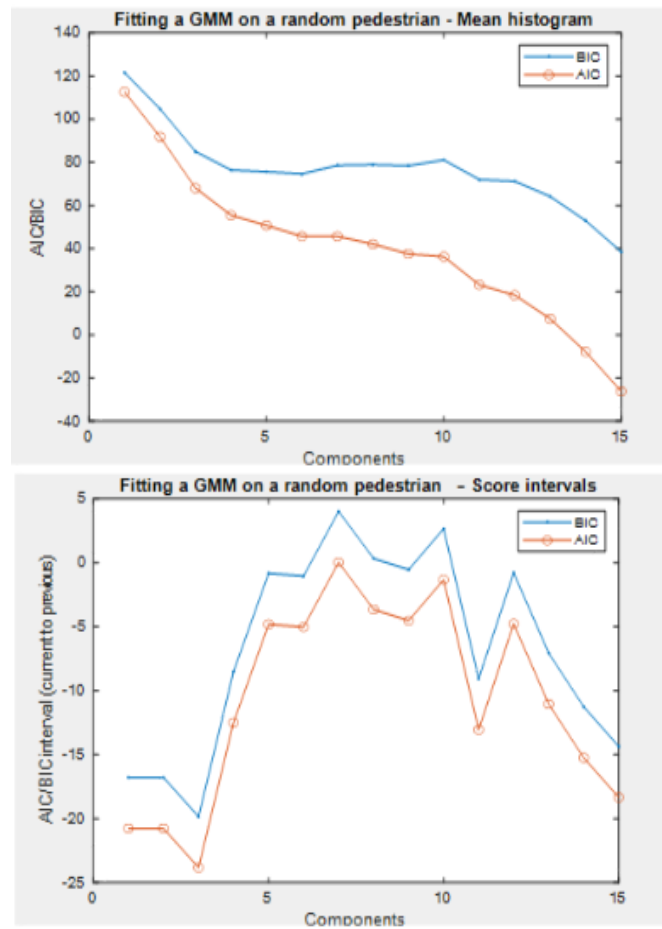 Fitting a GMM on a random pedestrian - Mean histogram
140
120
100
80
60
40
20
0
-20
-40
AIC/BIC
BIC
AIC
0
5
10
15
Components
Fitting a GMM on a random pedestrian - Score intervals
5
0
-5
-10
-15
-20
-25
AIC/BIC interval (current to previous)
BIC
AIC
0
5
10
15
Components